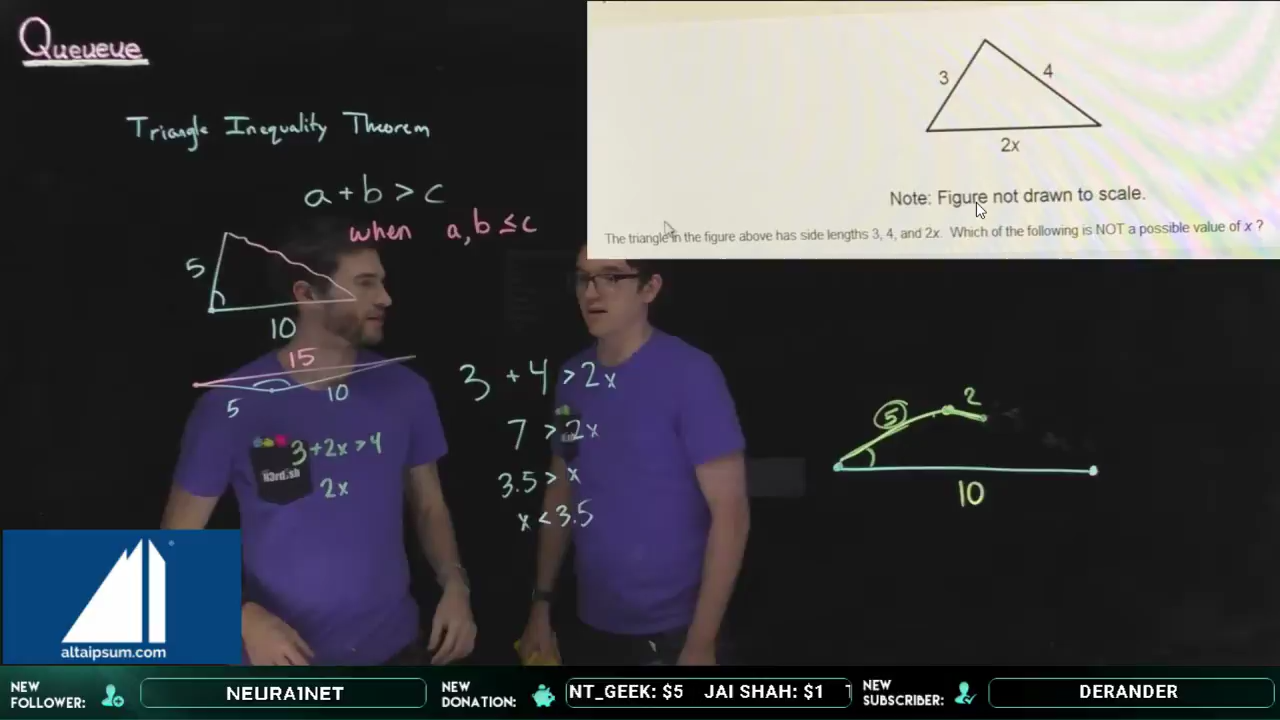 Queueue
Triangle Inequality Theorem
a + b > c
when a, b ≤ c
5
10
15
5
10
3 + 2x > 4
2x
H3rdish
3 + 4 > 2x
7 > 2x
3.5 > x
x < 3.5
3
4
2x
Note: Figure not drawn to scale.
The triangle in the figure above has side lengths 3, 4, and 2x. Which of the following is NOT a possible value of x ?
5
2
10
altaipsum.com
NEW FOLLOWER:
NEURA1NET
NEW DONATION:
NT_GEEK: $5 JAI SHAH: $1
NEW SUBSCRIBER:
DERANDER